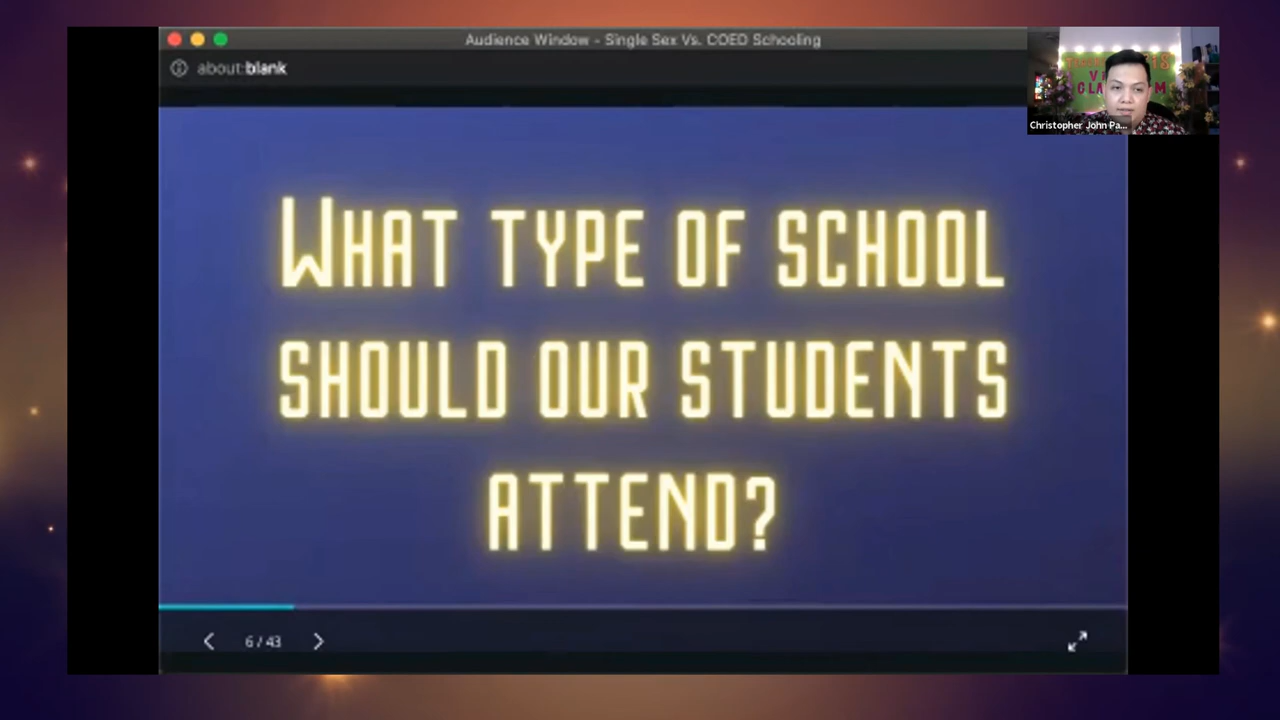 Audience Window - Single Sex Vs. COED Schooling
about:blank
WHAT TYPE OF SCHOOL
SHOULD OUR STUDENTS
ATTEND?
6 / 43
Christopher John Pa...